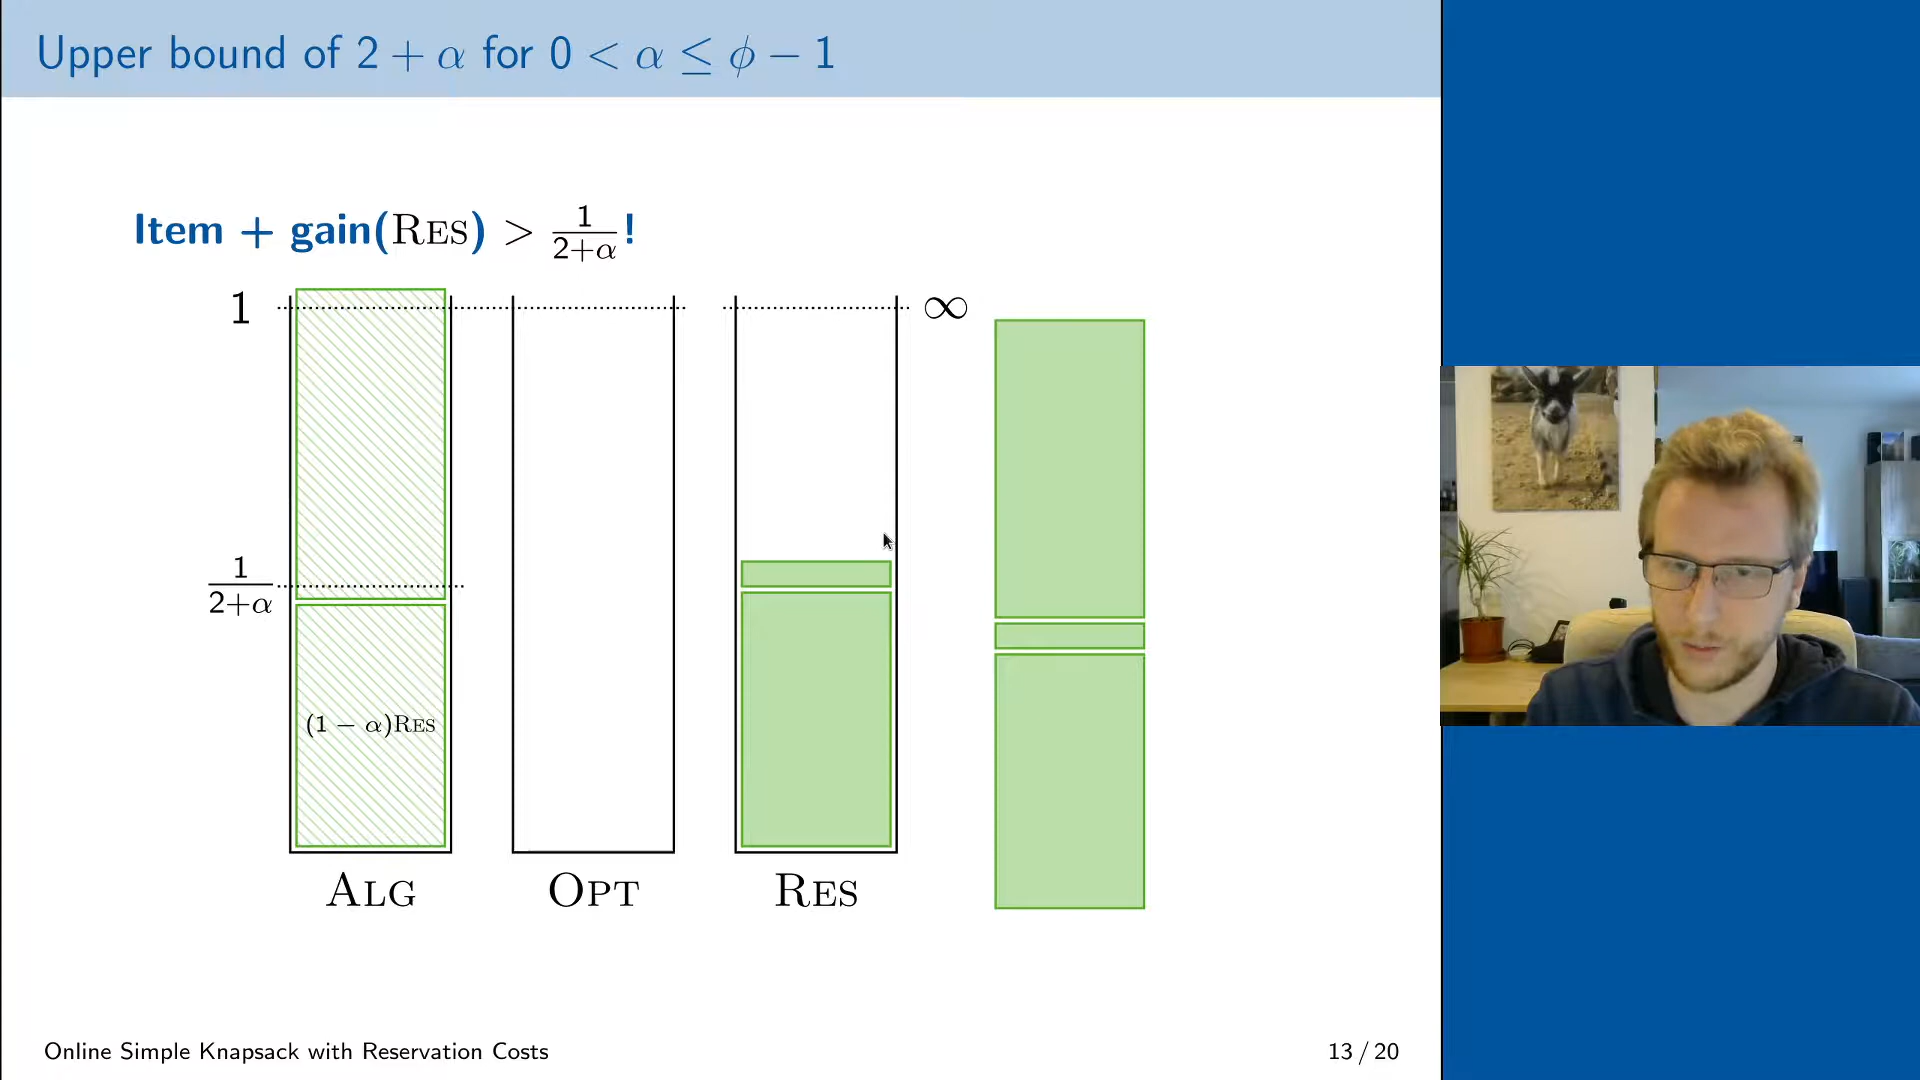 Upper bound of 2 + α for 0 < α ≤ ϕ − 1
Item + gain(RES) > 1/(2+α)!
1
∞
1/(2+α)
(1 − α)RES
ALG OPT RES
Online Simple Knapsack with Reservation Costs 13 / 20